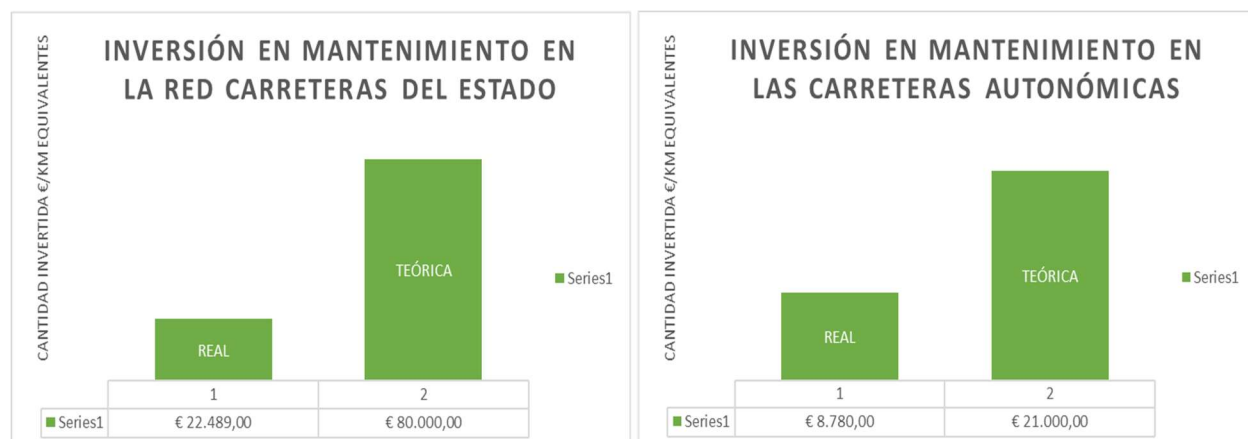 CANTIDAD INVERTIDA €/KM EQUIVALENTES
INVERSIÓN EN MANTENIMIENTO EN
LA RED CARRETERAS DEL ESTADO
REAL
TEÓRICA
Series1
1
2
Series1
€ 22.489,00
€ 80.000,00
CANTIDAD INVERTIDA €/KM EQUIVALENTES
INVERSIÓN EN MANTENIMIENTO EN
LAS CARRETERAS AUTONÓMICAS
REAL
TEÓRICA
Series1
1
2
Series1
€ 8.780,00
€ 21.000,00